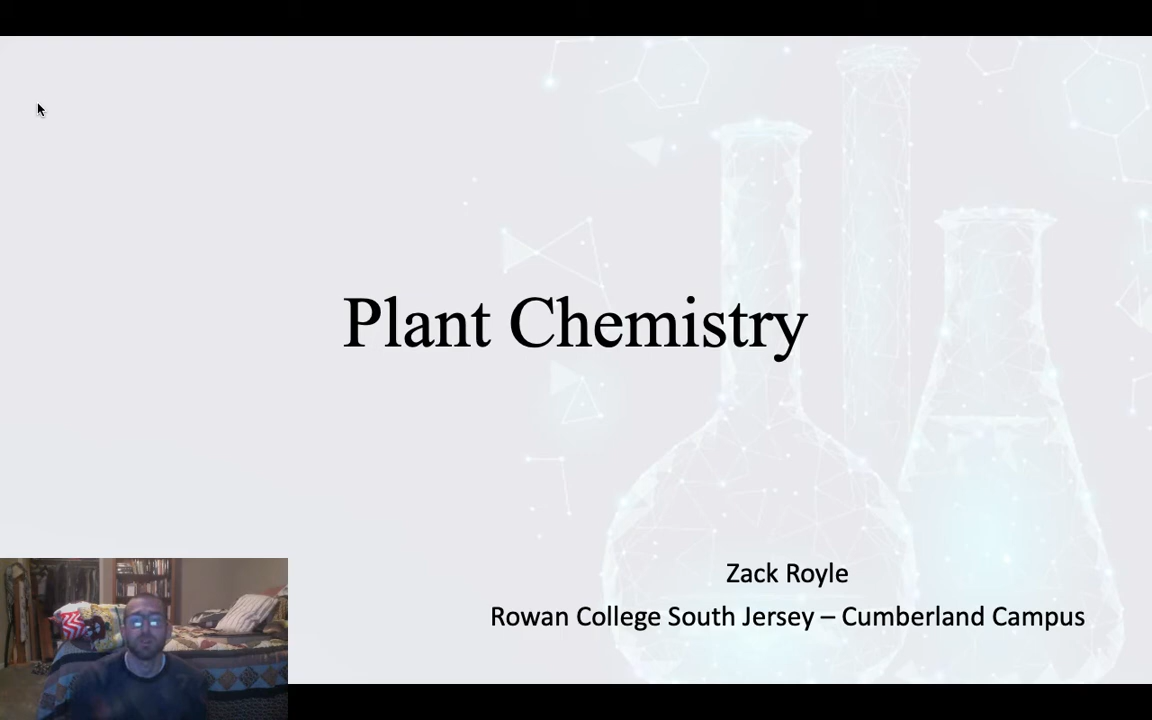 Plant Chemistry
Zack Royle
Rowan College South Jersey – Cumberland Campus